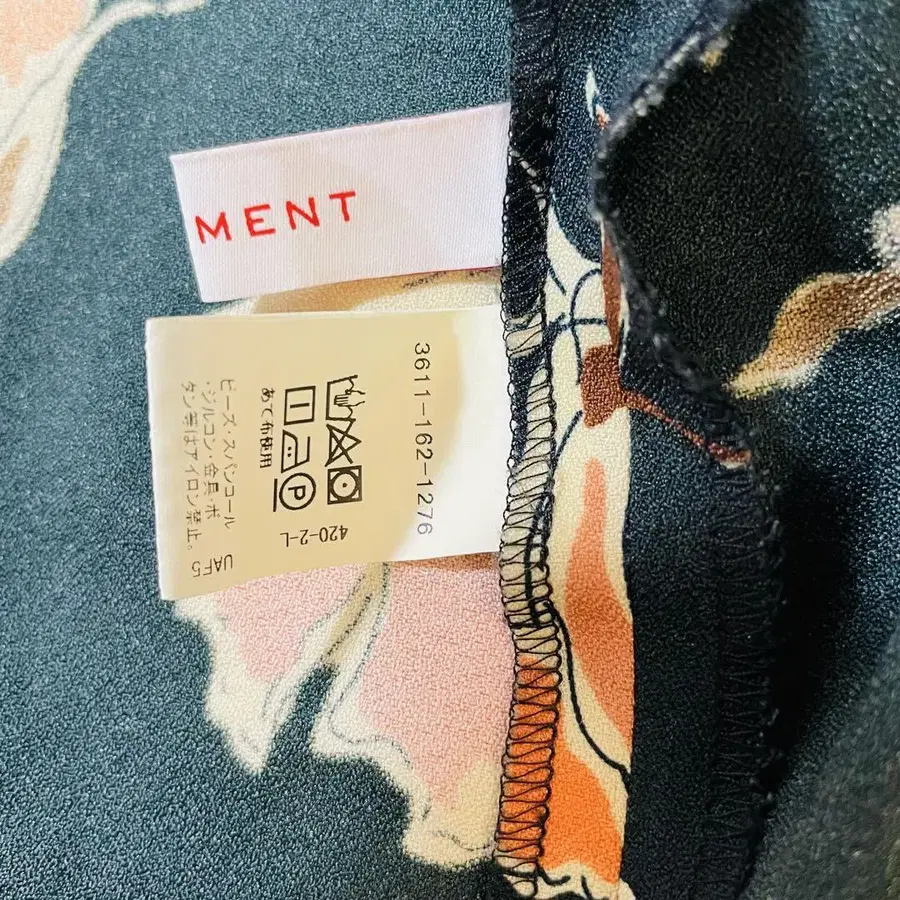 MENT
3611-162-1276
あて布使用
420-2-L
ビーズ・スパンコール
・ジルコン・金具・ボ
タン等はアイロン禁止。
UAF5